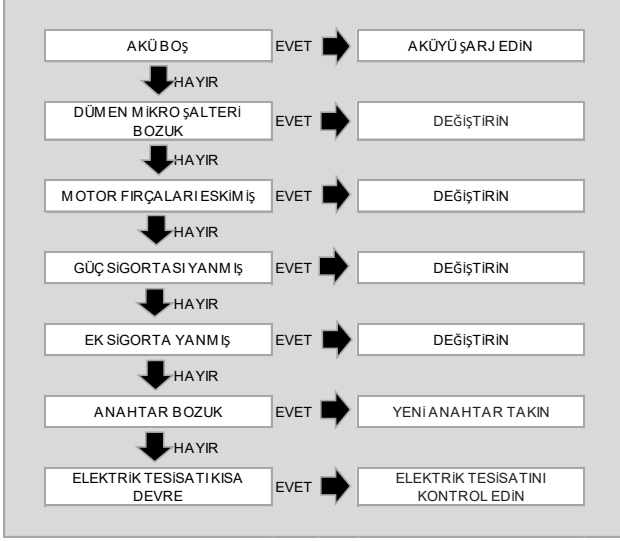 AKÜ BOŞ EVET AKÜYÜ ŞARJ EDİN
HAYIR
DÜMEN MİKRO ŞALTERİ
BOZUK EVET DEĞİŞTİRİN
HAYIR
MOTOR FIRÇALARI ESKİMİŞ EVET DEĞİŞTİRİN
HAYIR
GÜÇ SİGORTASI YANMIŞ EVET DEĞİŞTİRİN
HAYIR
EK SİGORTA YANMIŞ EVET DEĞİŞTİRİN
HAYIR
ANAHTAR BOZUK EVET YENİ ANAHTAR TAKIN
HAYIR
ELEKTRİK TESİSATI KISA
DEVRE EVET ELEKTRİK TESİSATINI
KONTROL EDİN